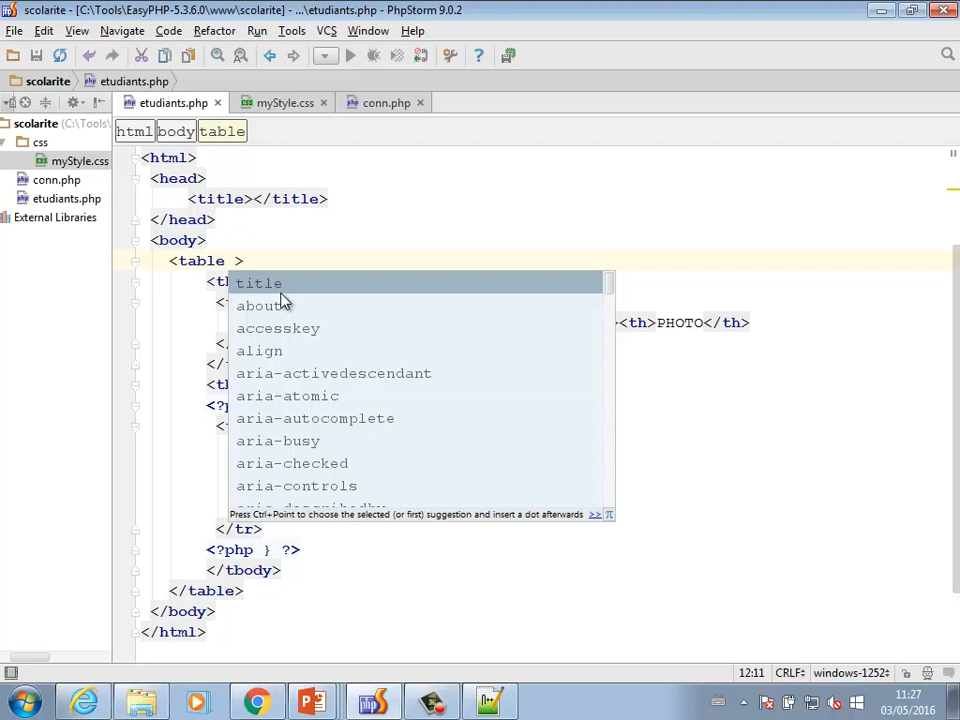 scolarite - [C:\Tools\EasyPHP-5.3.6.0\www\scolarite] - ...\etudiants.php - PhpStorm 9.0.2
File Edit View Navigate Code Refactor Run Tools VCS Window Help
scolarite etudiants.php
etudiants.php myStyle.css conn.php
scolarite (C:\Tools\
css
myStyle.css
conn.php
etudiants.php
External Libraries
html body table
<html>
<head>
<title></title>
</head>
<body>
<table >
<th
title
about
accesskey
align
aria-activedescendant
aria-atomic
aria-autocomplete
aria-busy
aria-checked
aria-controls
aria-describedby
Press Ctrl+Point to choose the selected (or first) suggestion and insert a dot afterwards >> π
><th>PHOTO</th>
</tr>
<?php } ?>
</tbody>
</table>
</body>
</html>
12:11 CRLF windows-1252
11:27
03/05/2016